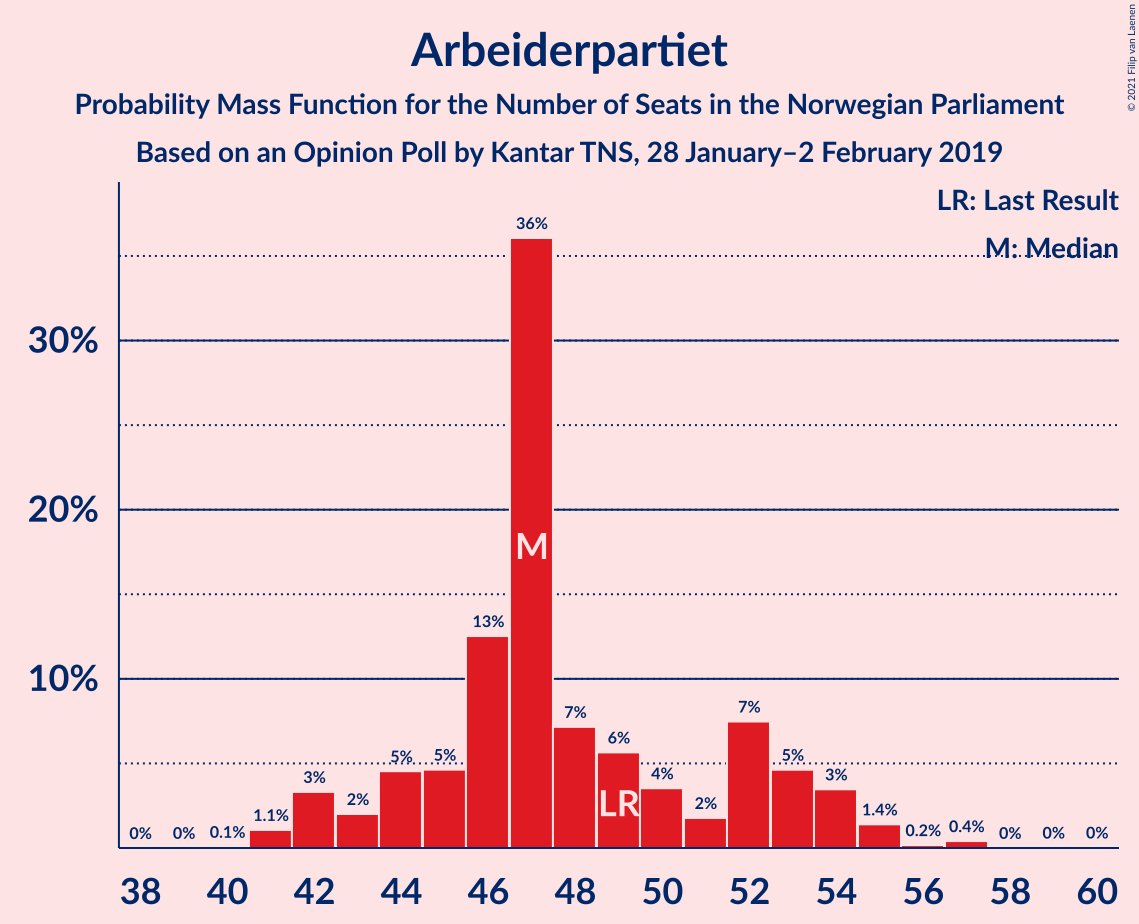 Arbeiderpartiet
Probability Mass Function for the Number of Seats in the Norwegian Parliament
Based on an Opinion Poll by Kantar TNS, 28 January–2 February 2019
© 2021 Filip van Laenen
LR: Last Result
M: Median
30%
20%
10%
0% 0% 0.1% 1.1% 3% 2% 5% 5% 13% 36% 7% 6% 4% 2% 7% 5% 3% 1.4% 0.2% 0.4% 0% 0% 0%
M
LR
38 40 42 44 46 48 50 52 54 56 58 60